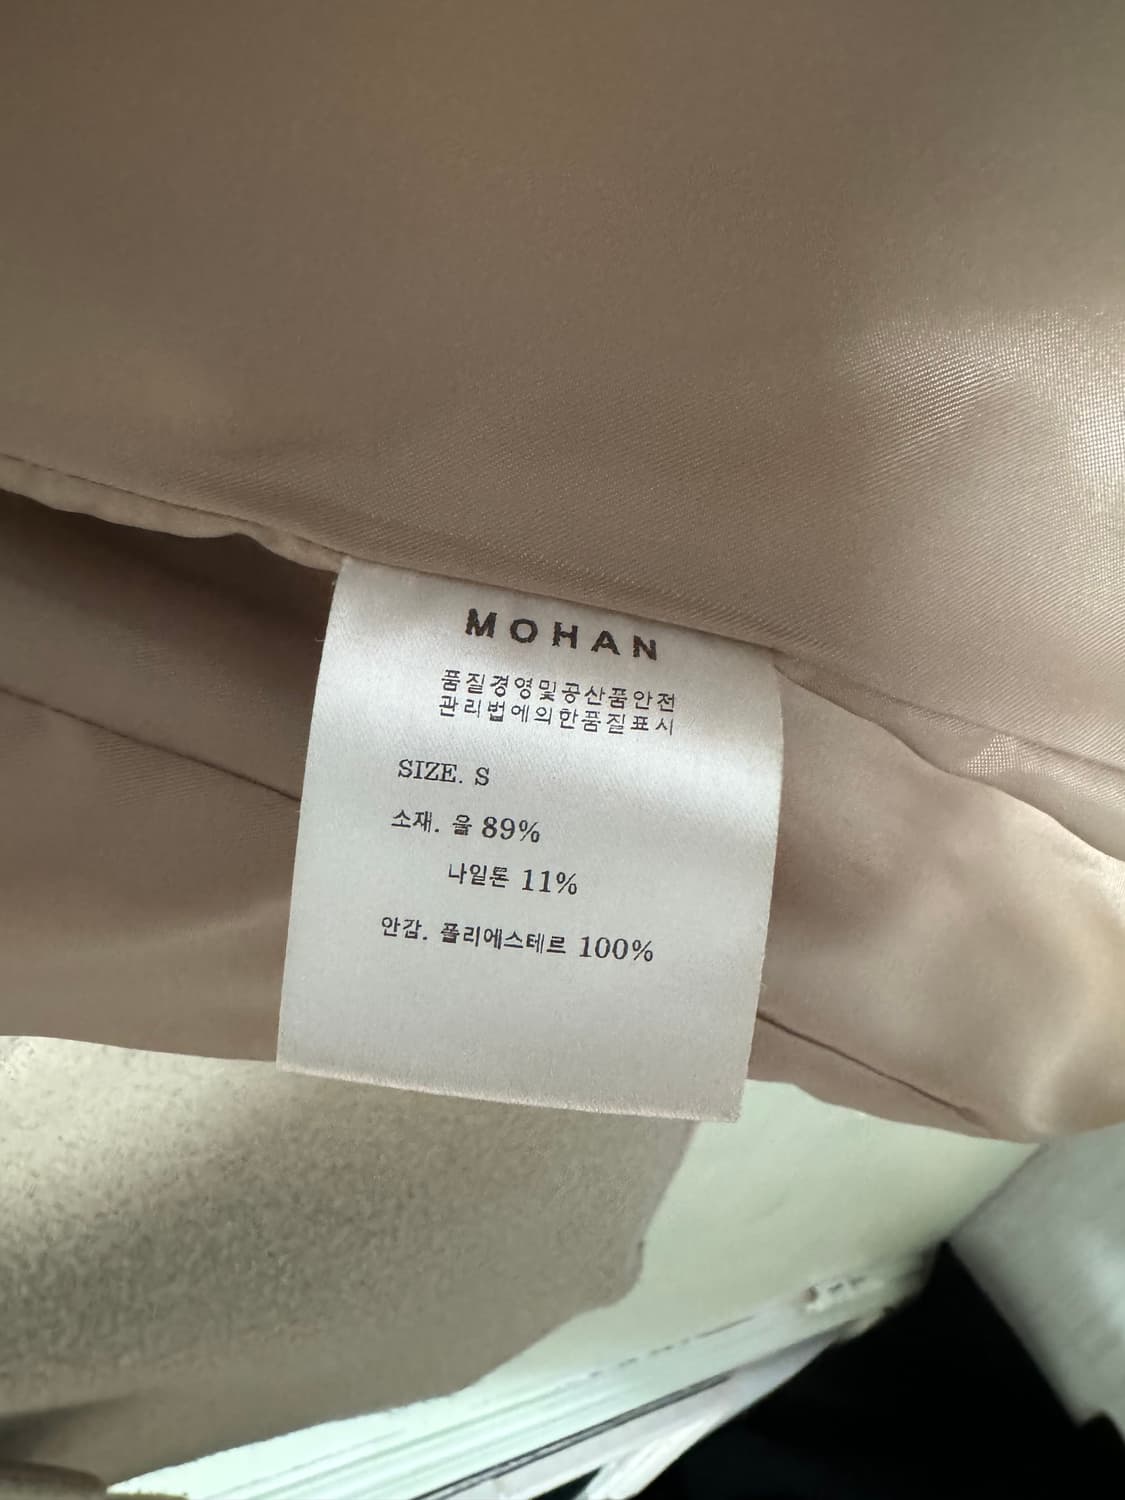 MOHAN
품질경영및공산품안전
관리법에의한품질표시
SIZE. S
소재. 울 89%
나일론 11%
안감. 폴리에스테르 100%